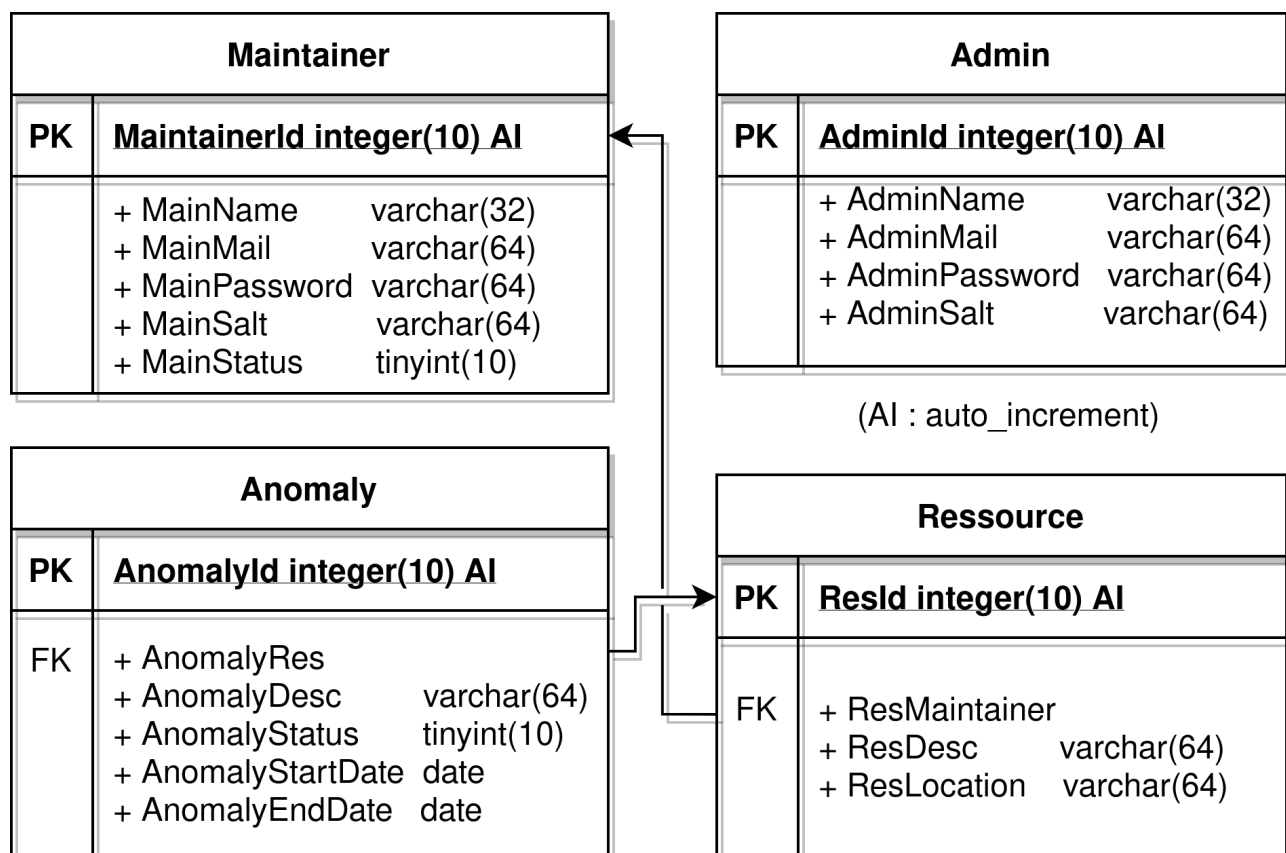 Maintainer
PK MaintainerId integer(10) AI
+ MainName varchar(32)
+ MainMail varchar(64)
+ MainPassword varchar(64)
+ MainSalt varchar(64)
+ MainStatus tinyint(10)
Admin
PK AdminId integer(10) AI
+ AdminName varchar(32)
+ AdminMail varchar(64)
+ AdminPassword varchar(64)
+ AdminSalt varchar(64)
(AI : auto_increment)
Anomaly
PK AnomalyId integer(10) AI
FK + AnomalyRes
+ AnomalyDesc varchar(64)
+ AnomalyStatus tinyint(10)
+ AnomalyStartDate date
+ AnomalyEndDate date
Ressource
PK ResId integer(10) AI
FK + ResMaintainer
+ ResDesc varchar(64)
+ ResLocation varchar(64)